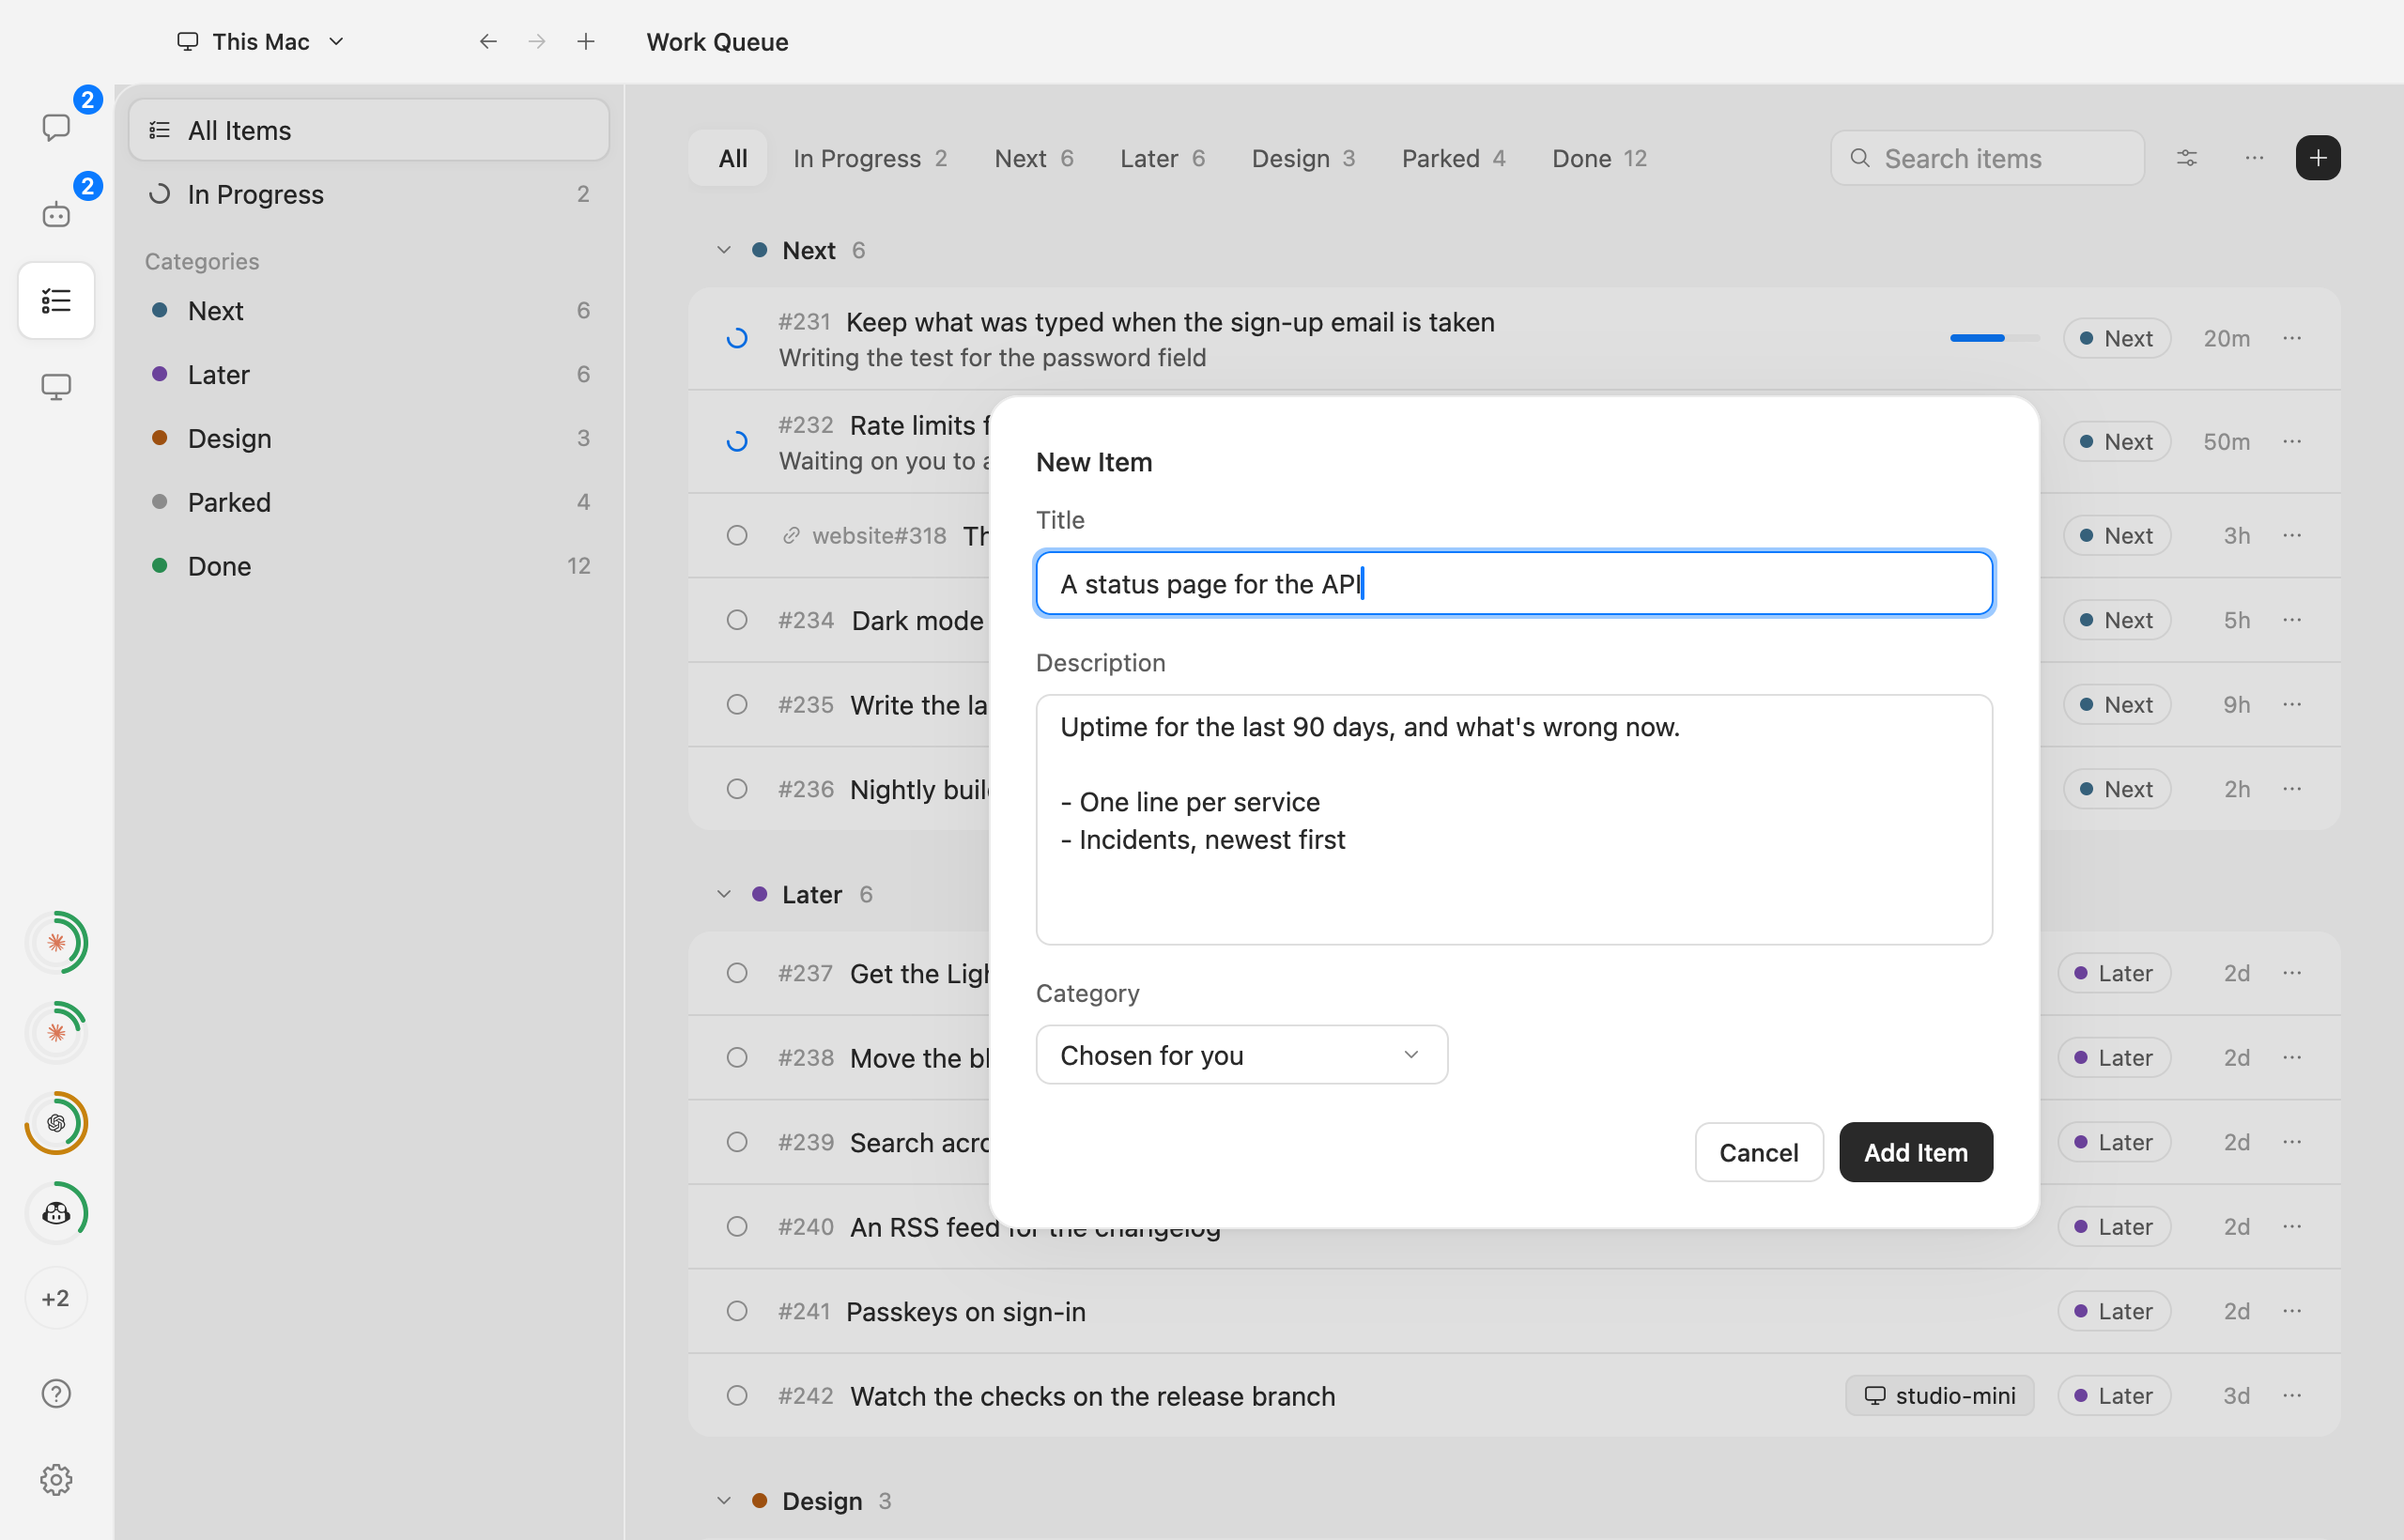 This Mac
Work Queue
2
2
All Items
In Progress 2
Categories
Next 6
Later 6
Design 3
Parked 4
Done 12
+2
All In Progress 2 Next 6 Later 6 Design 3 Parked 4 Done 12
Search items
Next 6
#231 Keep what was typed when the sign-up email is taken
Writing the test for the password field
Next 20m
#232 Rate limits
Waiting on you to
Next 50m
website#318
Next 3h
#234 Dark mode
Next 5h
#235 Write the
Next 9h
#236 Nightly
Next 2h
Later 6
#237 Get the
Later 2d
#238 Move the
Later 2d
#239 Search
Later 2d
#240 An RSS feed for the changelog
Later 2d
#241 Passkeys on sign-in
Later 2d
#242 Watch the checks on the release branch
studio-mini Later 3d
Design 3
New Item
Title
A status page for the API
Description
Uptime for the last 90 days, and what's wrong now.
- One line per service
- Incidents, newest first
Category
Chosen for you
Cancel Add Item